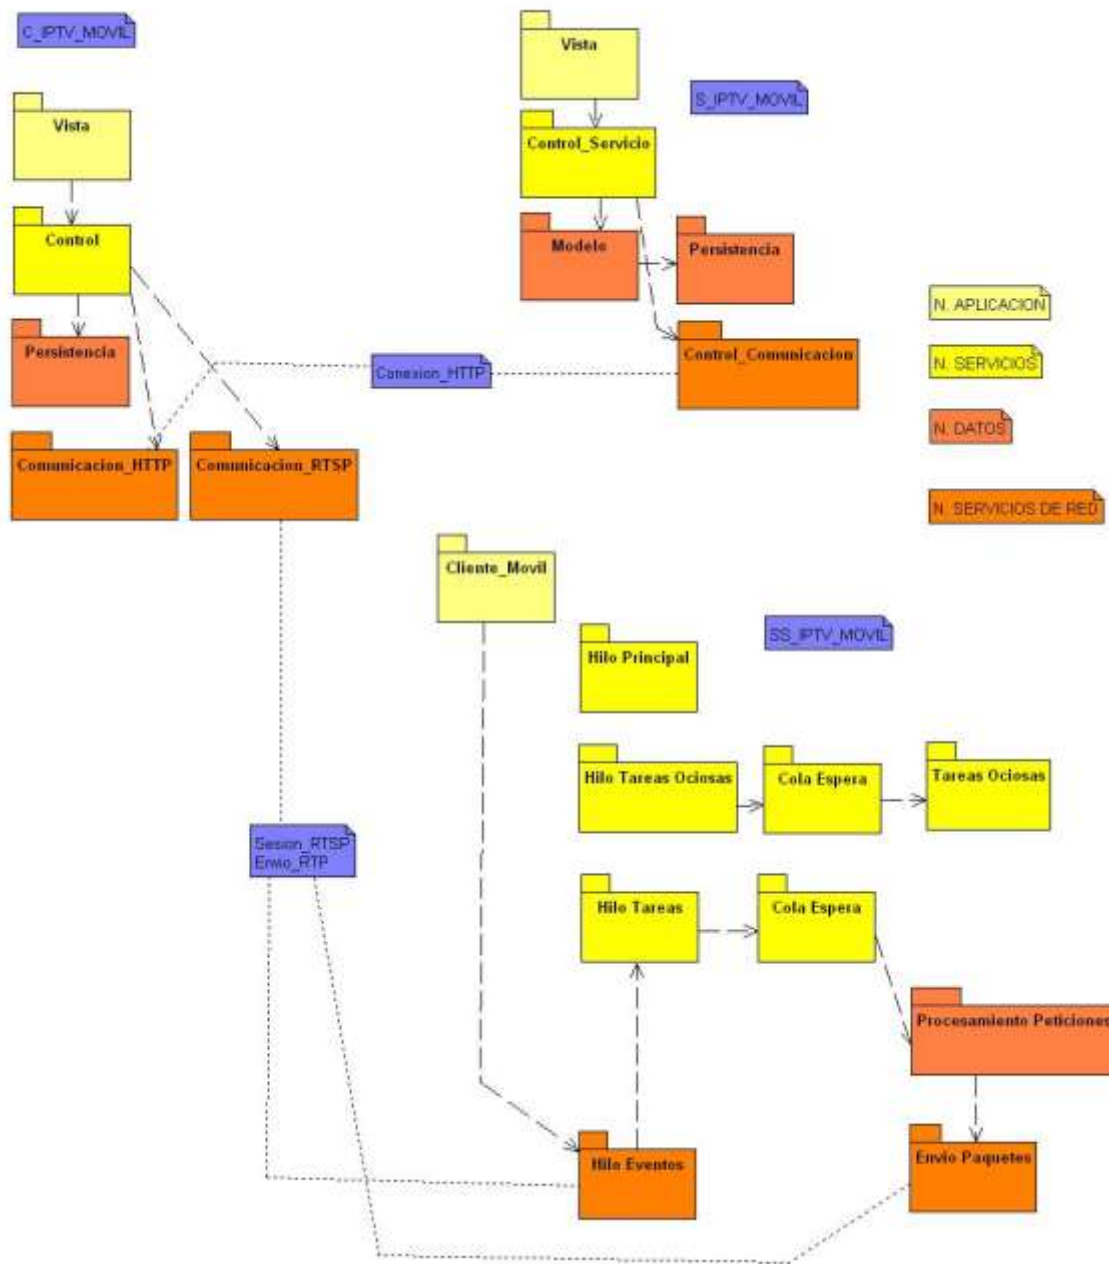 C_IPTV_MOVIL
Vista
S_IPTV_MOVIL
Vista
Control_Servicio
Control
Modelo
Persistencia
N. APLICACION
Persistencia
Control_Comunicacion
N. SERVICIOS
Conexion_HTTP
N. DATOS
Comunicacion_HTTP
Comunicacion_RTSP
N. SERVICIOS DE RED
Cliente_Movil
SS_IPTV_MOVIL
Hilo Principal
Hilo Tareas Ociosas
Cola Espera
Tareas Ociosas
Sesion_RTSP
Envio_RTP
Hilo Tareas
Cola Espera
Procesamiento Peticiones
Hilo Eventos
Envio Paquetes